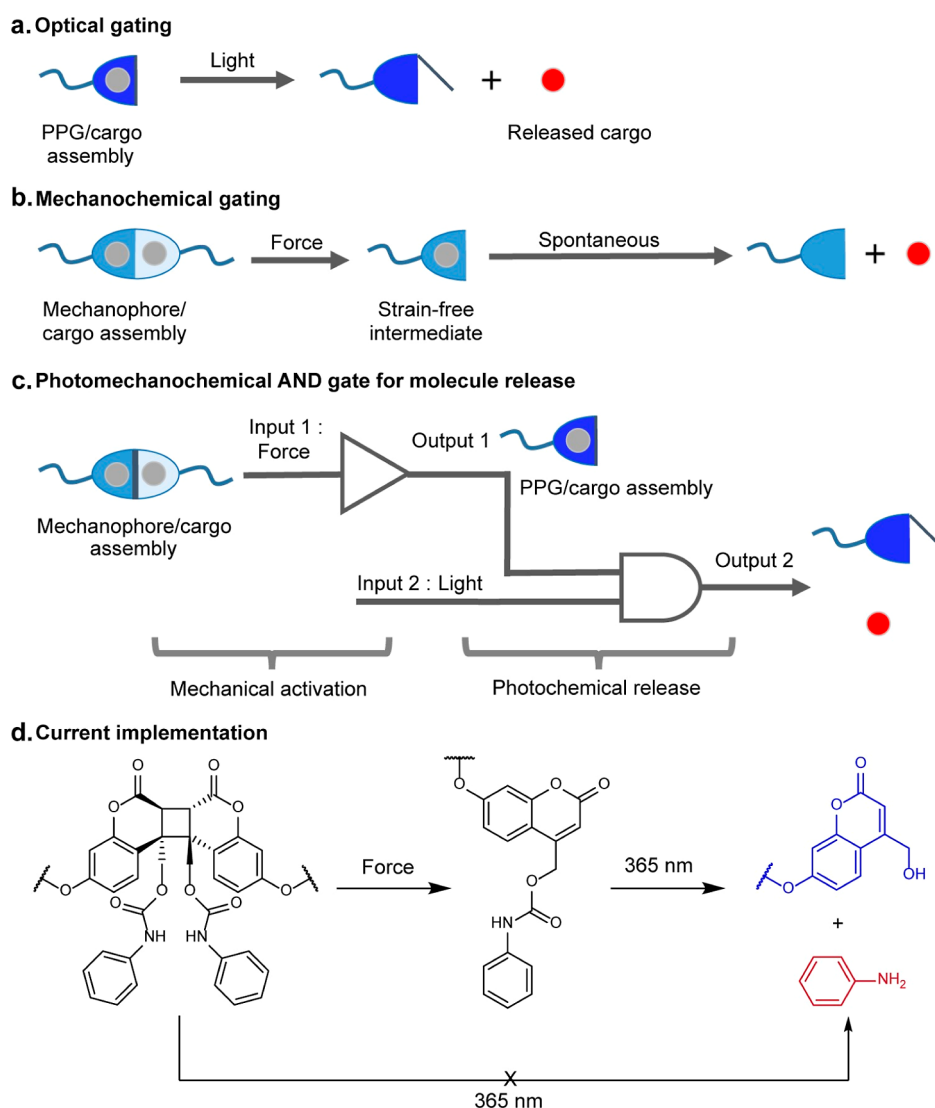 a. Optical gating
Light
+
PPG/cargo
assembly
Released cargo
b. Mechanochemical gating
Force
Spontaneous
+
Mechanophore/
cargo assembly
Strain-free
intermediate
c. Photomechanochemical AND gate for molecule release
Input 1 :
Force
Output 1
PPG/cargo assembly
Mechanophore/cargo
assembly
Input 2 : Light
Output 2
Mechanical activation
Photochemical release
d. Current implementation
O
O
O
O
O
O
O
O
O
O
NH
HN
Force
O
O
O
O
O
HN
365 nm
O
O
O
OH
+
NH2
X
365 nm